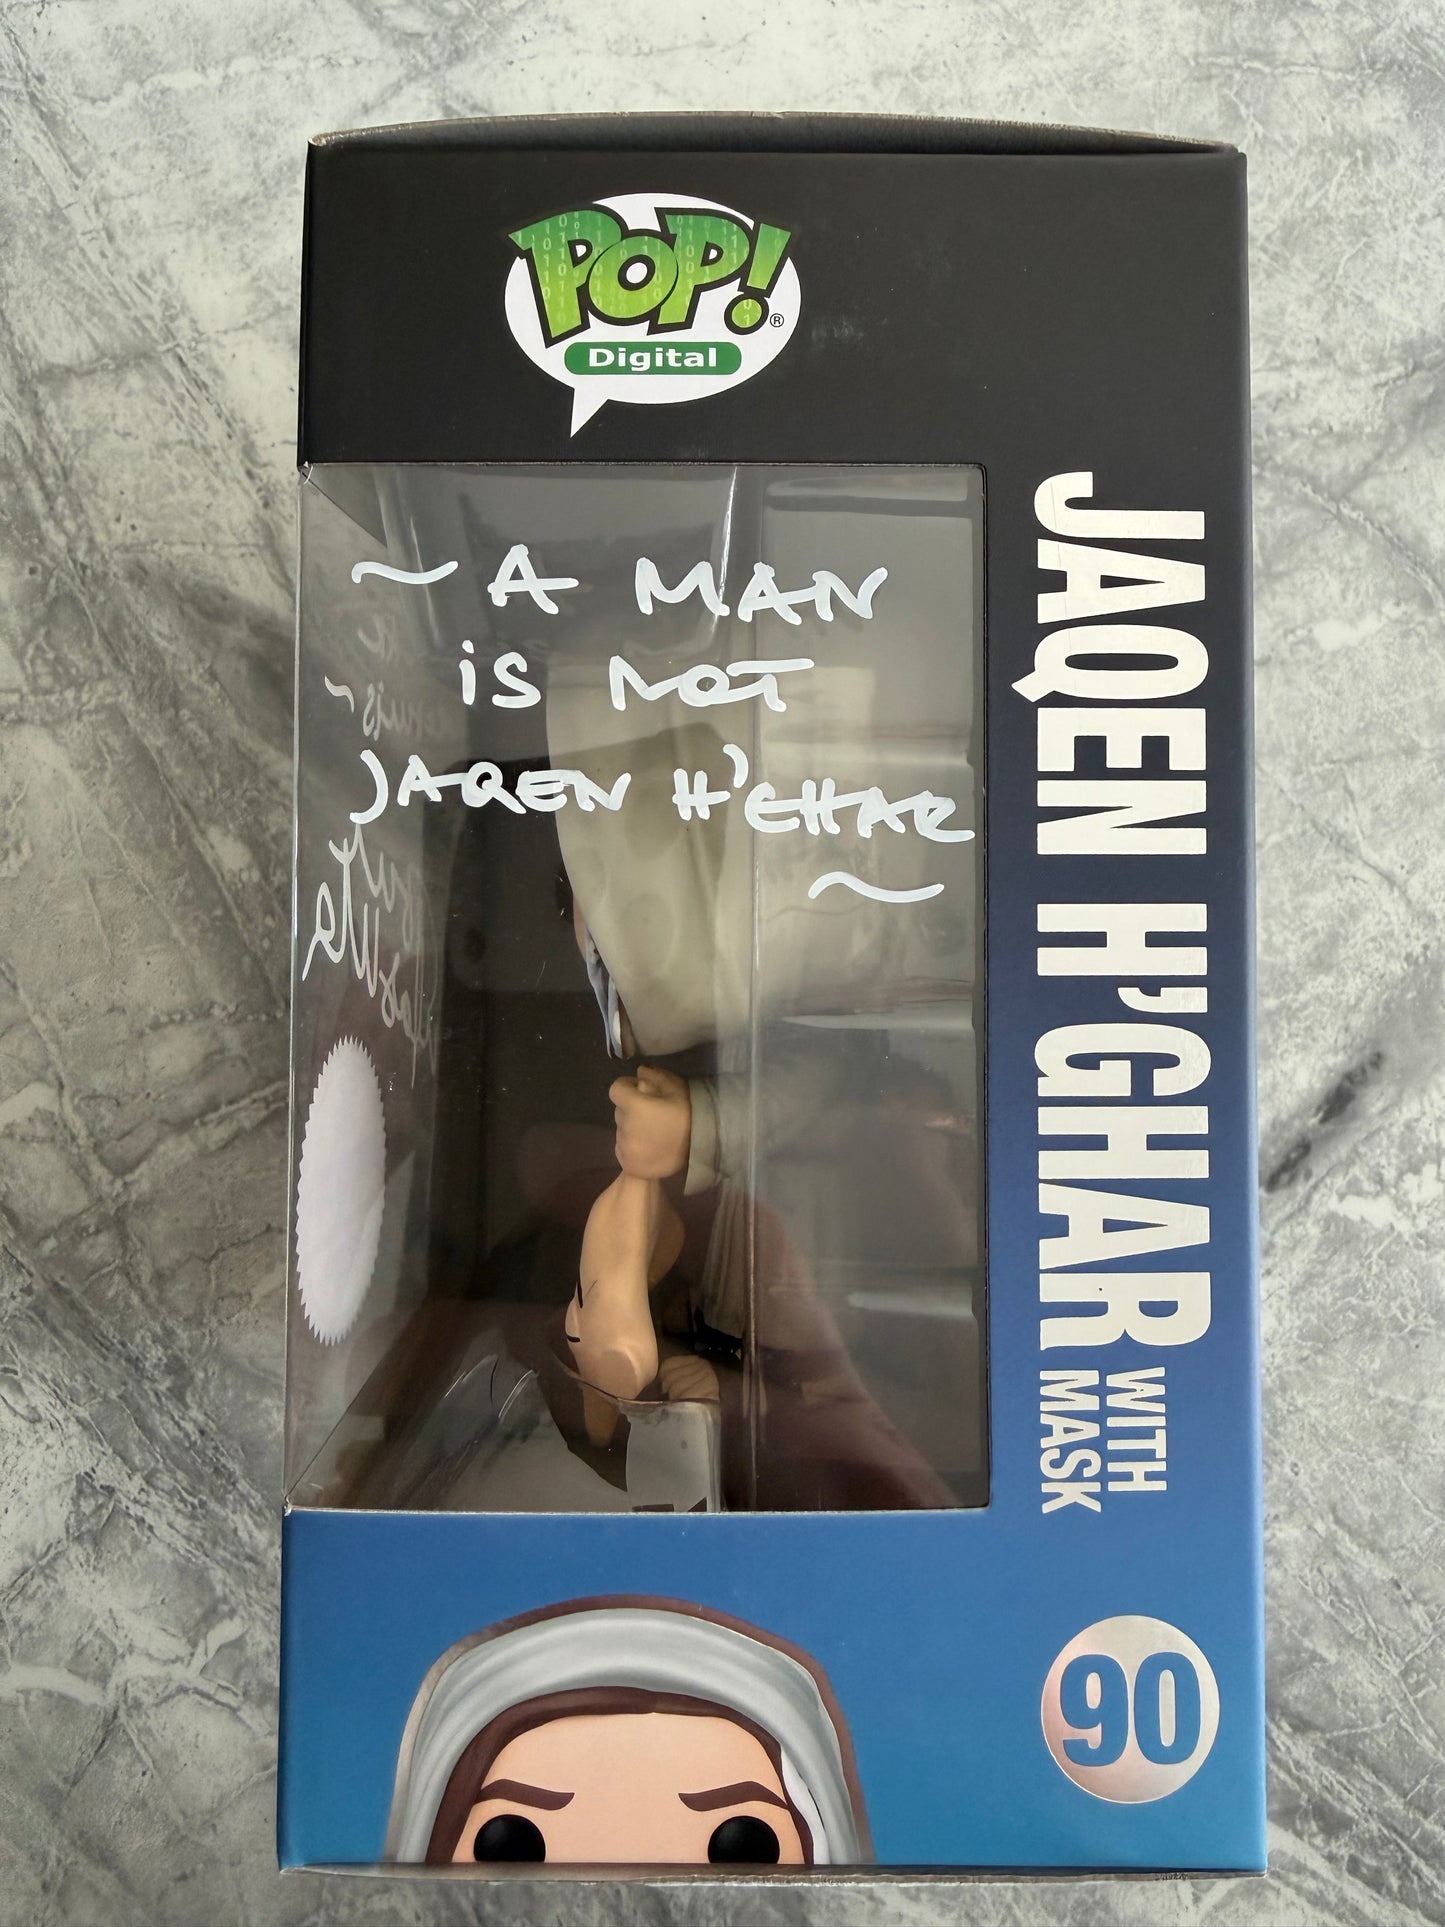 POP! ®
Digital
~ A MAN
iS NOT
JAQEN H'GHAR
~
JAQEN H'GHAR WITH
MASK
90